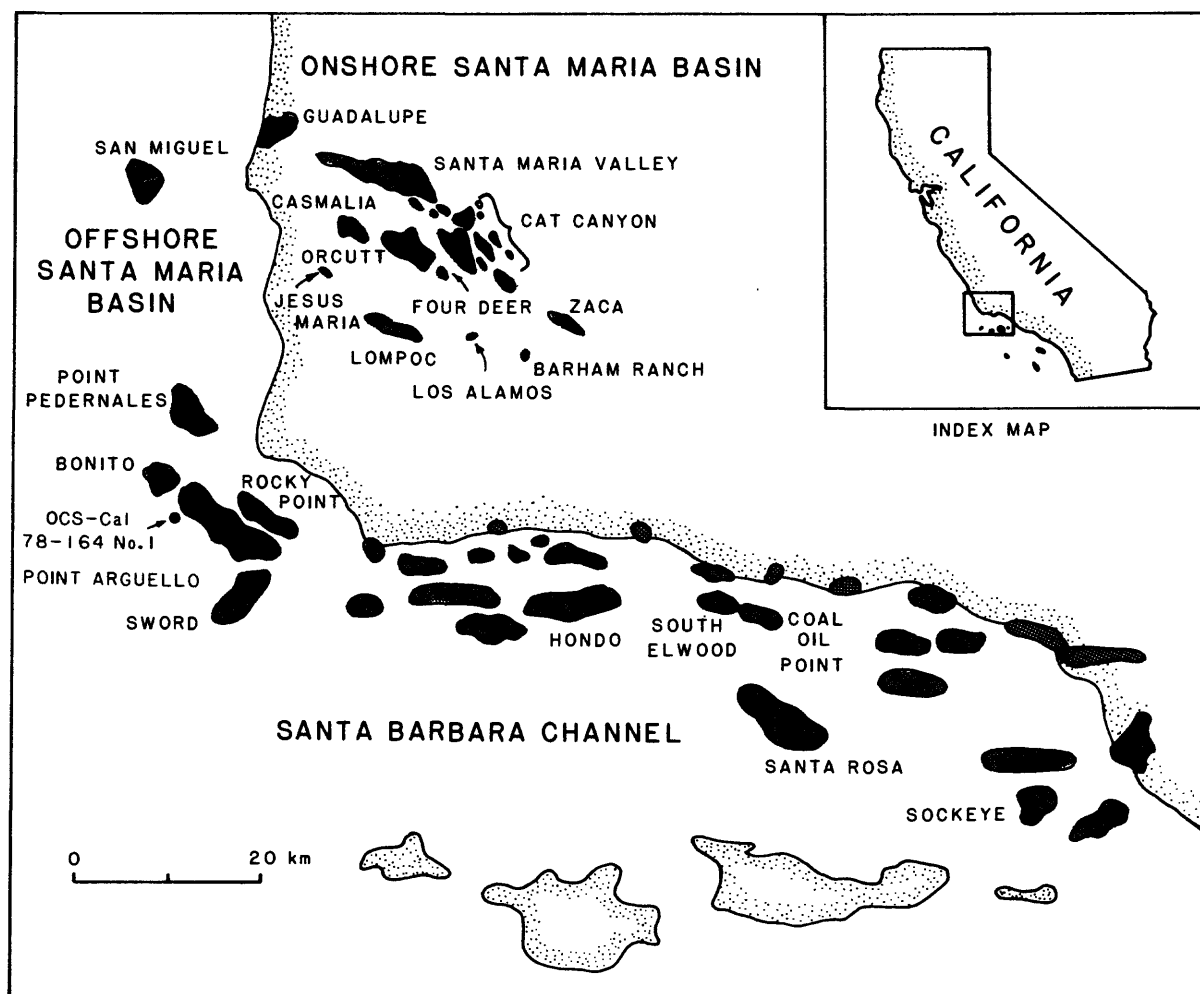 ONSHORE SANTA MARIA BASIN
GUADALUPE
SAN MIGUEL
SANTA MARIA VALLEY
CASMALIA
CAT CANYON
OFFSHORE
SANTA MARIA
BASIN
ORCUTT
JESUS
MARIA
FOUR DEER
ZACA
LOMPOC
BARHAM RANCH
LOS ALAMOS
CALIFORNIA
INDEX MAP
POINT
PEDERNALES
BONITO
ROCKY
POINT
OCS-Cal
78-164 No.1
POINT ARGUELLO
SWORD
HONDO
SOUTH
ELWOOD
COAL
OIL
POINT
SANTA BARBARA CHANNEL
SANTA ROSA
SOCKEYE
0 20 km